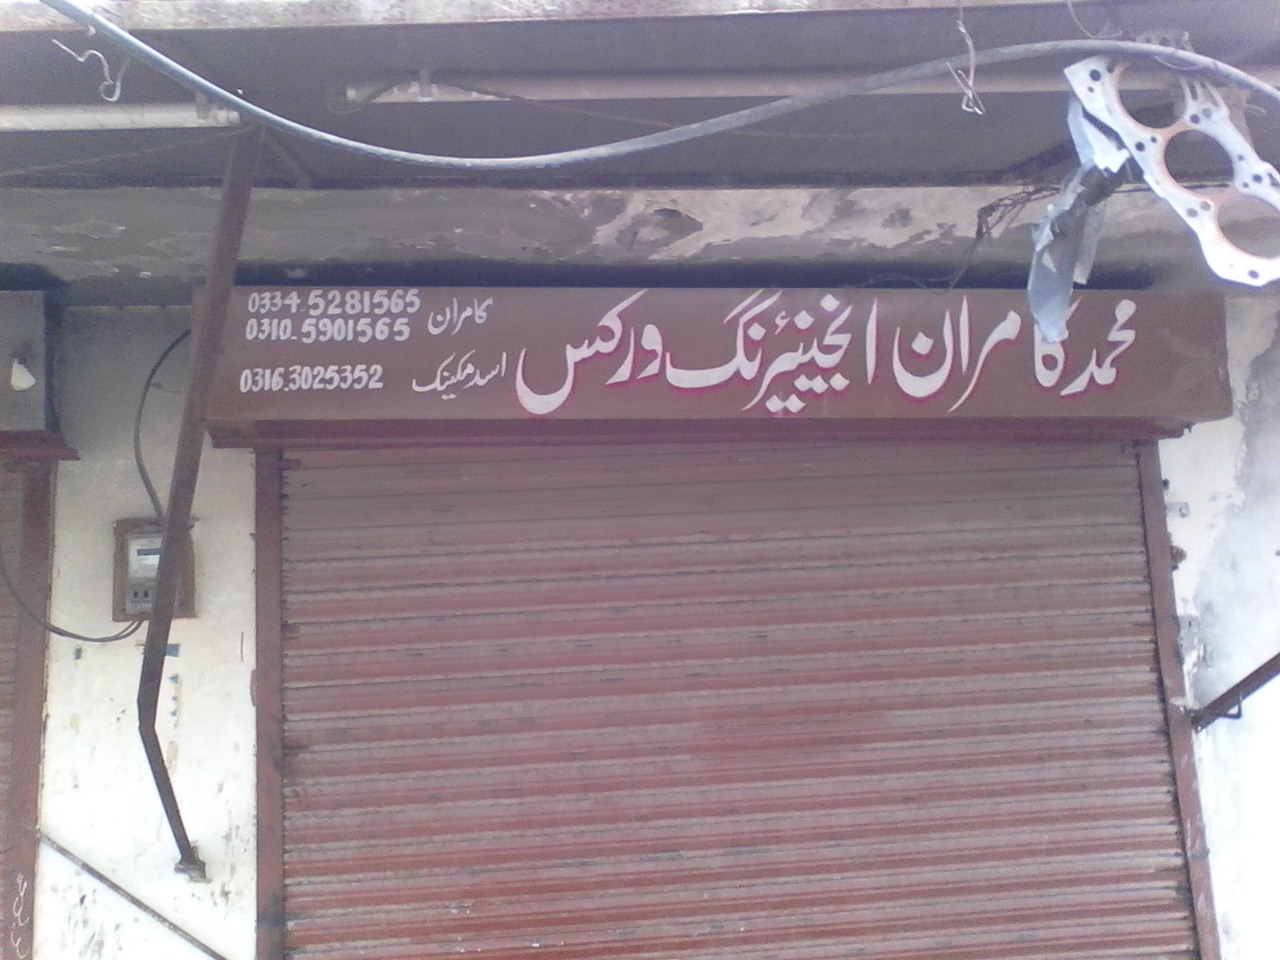 محمد کامران انجینئرنگ ورکس
کامران 0334-5281565
0310-5901565
اسد مکینک 0316-3025352